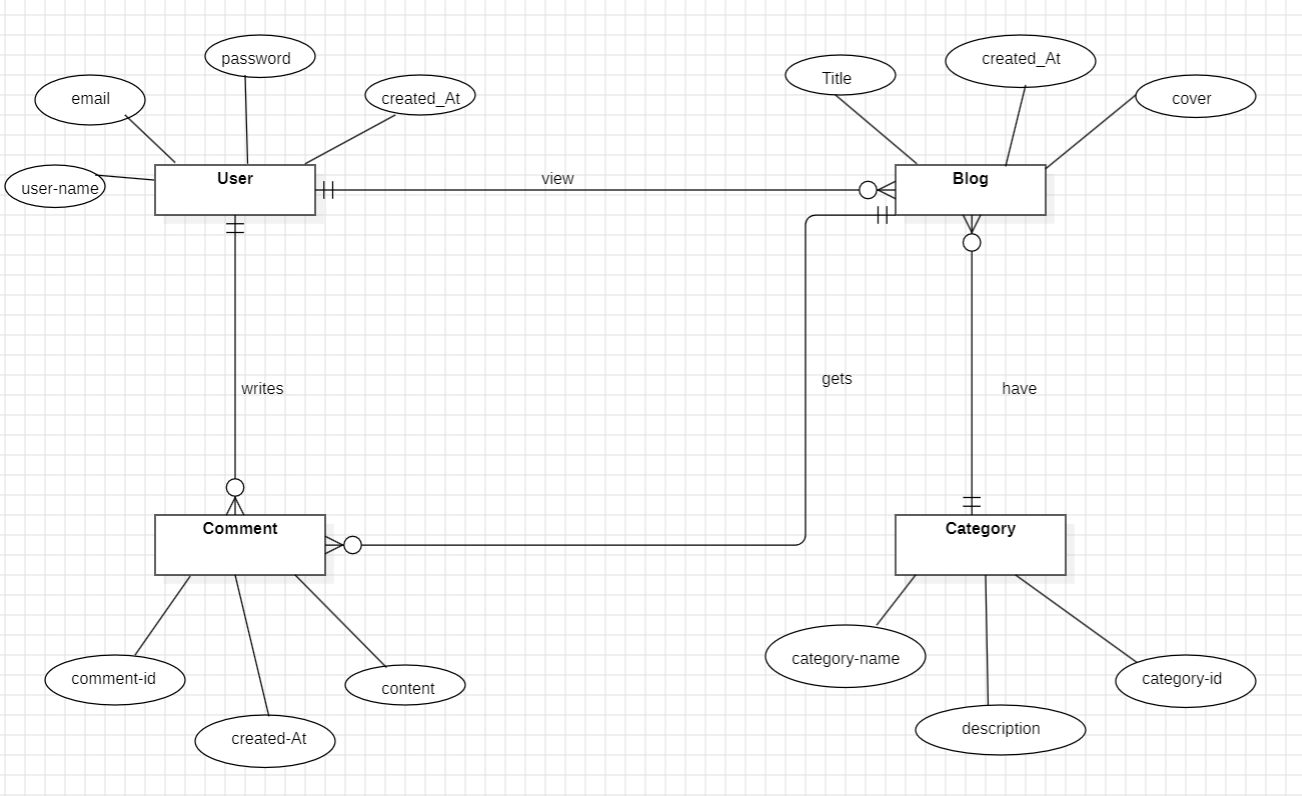 password
created_At
Title
created_At
email
created_At
cover
user-name
User
view
Blog
writes
gets
have
Comment
Category
comment-id
content
created-At
category-name
category-id
description